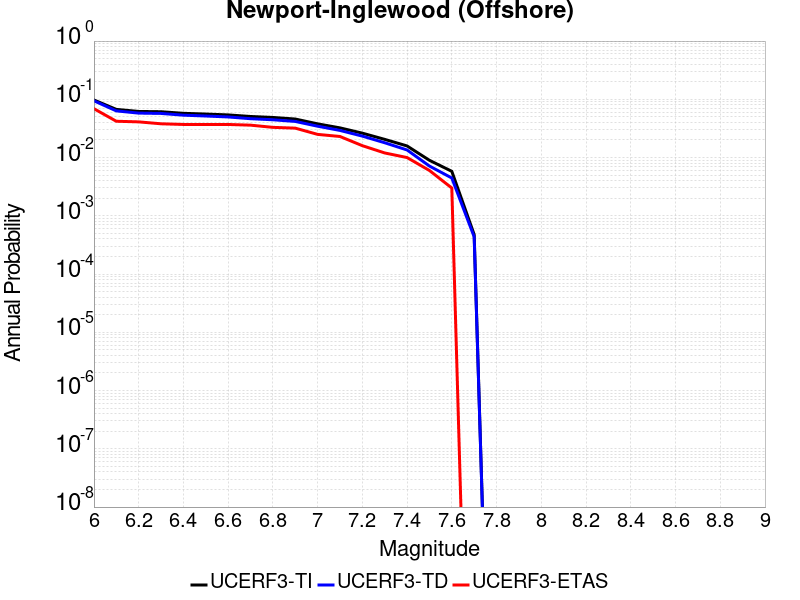 Newport-Inglewood (Offshore)
10^0
10^-1
10^-2
10^-3
10^-4
10^-5
10^-6
10^-7
10^-8
Annual Probability
6 6.2 6.4 6.6 6.8 7 7.2 7.4 7.6 7.8 8 8.2 8.4 8.6 8.8 9
Magnitude
UCERF3-TI UCERF3-TD UCERF3-ETAS